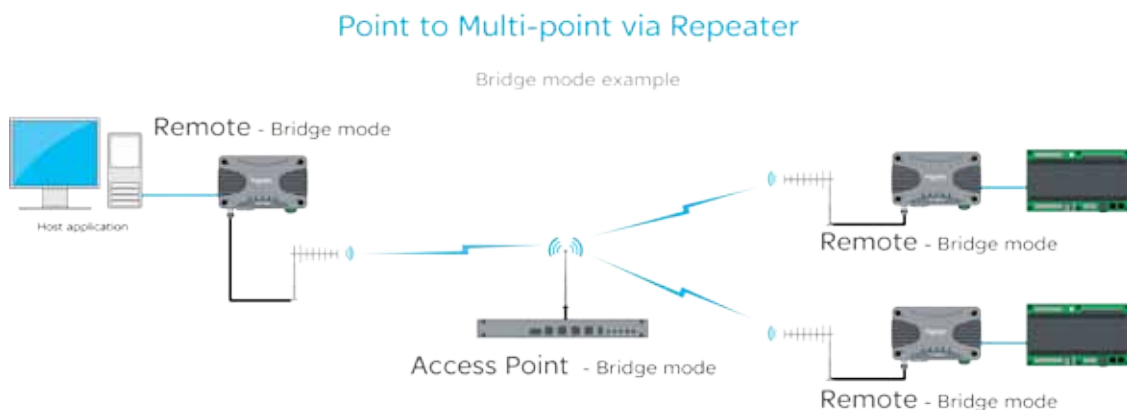 Point to Multi-point via Repeater
Bridge mode example
Remote - Bridge mode
Host application
Remote - Bridge mode
Access Point - Bridge mode
Remote - Bridge mode